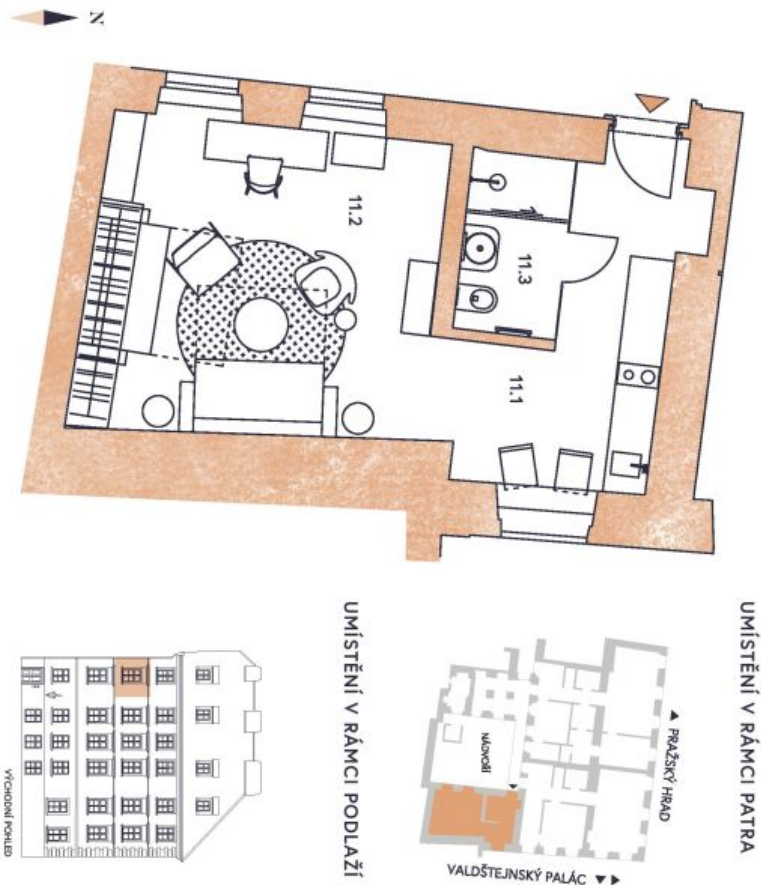 N
11.2
11.3
11.1
UMÍSTĚNÍ V RÁMCI PATRA
▲ PRAŽSKÝ HRAD
NÁDVOŘÍ
VALDŠTEJNSKÝ PALÁC ▼▼
UMÍSTĚNÍ V RÁMCI PODLAŽÍ
VÝCHODNÍ POHLED